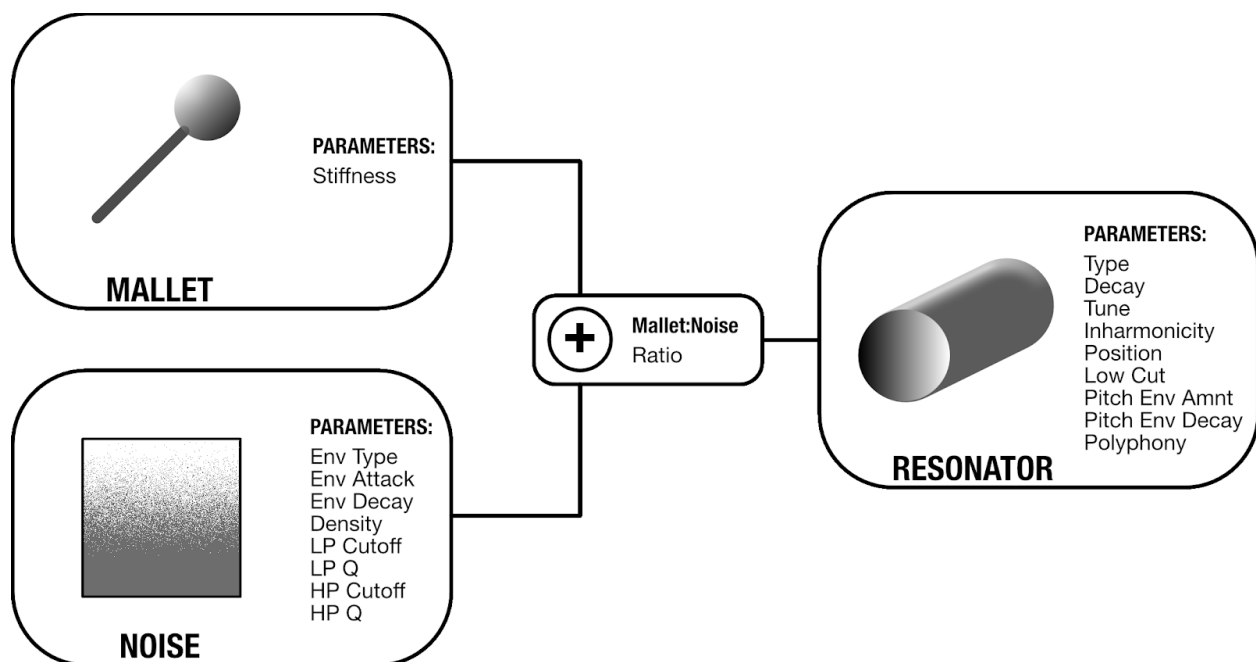 PARAMETERS:
Stiffness
MALLET
PARAMETERS:
Env Type
Env Attack
Env Decay
Density
LP Cutoff
LP Q
HP Cutoff
HP Q
NOISE
+
Mallet:Noise
Ratio
PARAMETERS:
Type
Decay
Tune
Inharmonicity
Position
Low Cut
Pitch Env Amnt
Pitch Env Decay
Polyphony
RESONATOR